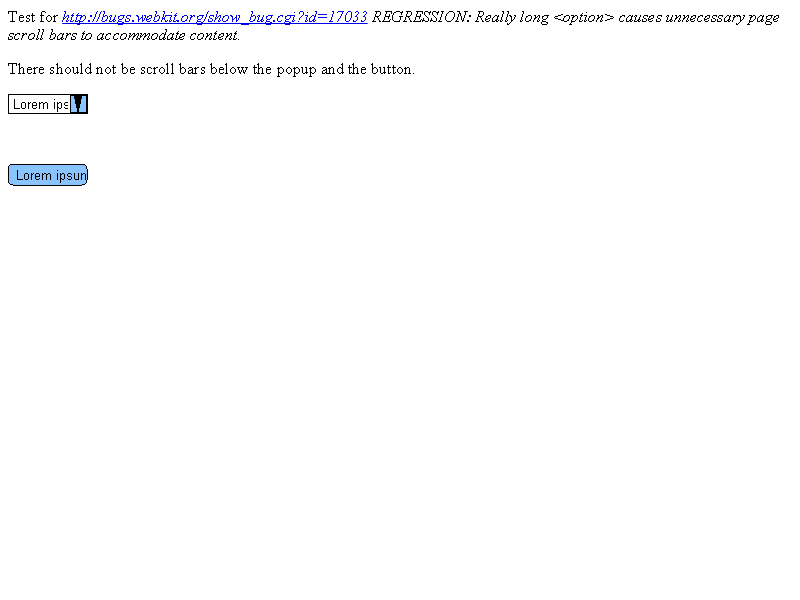 Test for http://bugs.webkit.org/show_bug.cgi?id=17033 REGRESSION: Really long <option> causes unnecessary page
scroll bars to accommodate content.
There should not be scroll bars below the popup and the button.
Lorem ips
Lorem ipsum